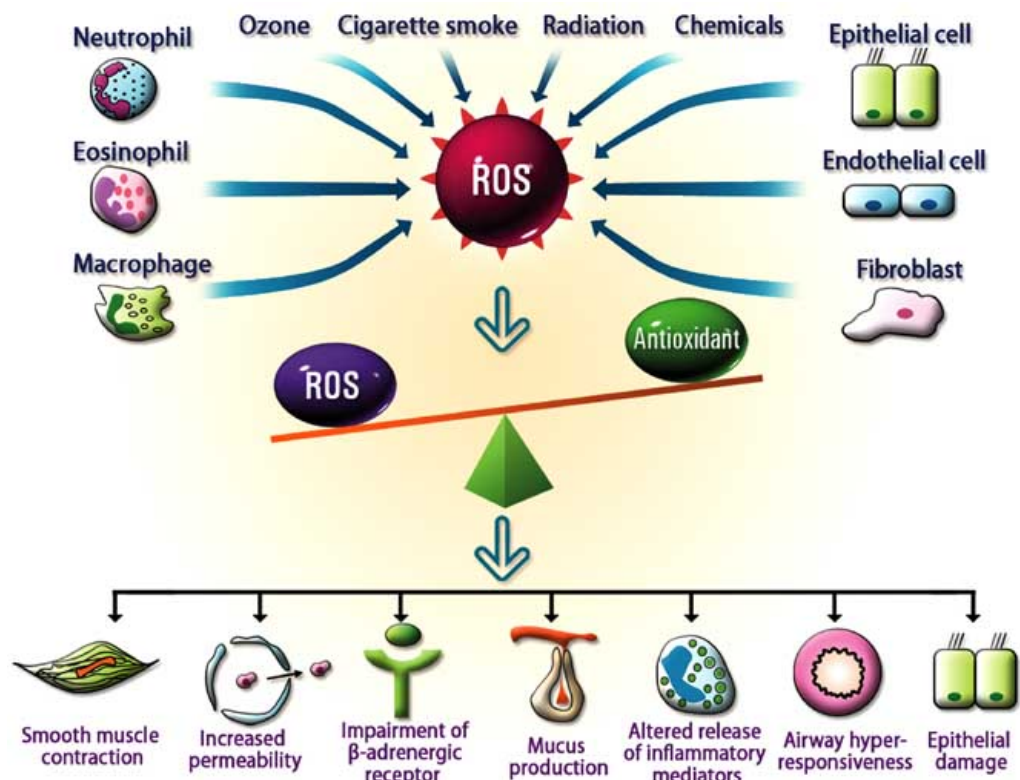 Neutrophil
Ozone
Cigarette smoke
Radiation
Chemicals
Epithelial cell
Eosinophil
ROS
Endothelial cell
Macrophage
Fibroblast
ROS
Antioxidant
Smooth muscle
contraction
Increased
permeability
Impairment of
β-adrenergic
receptor
Mucus
production
Altered release
of inflammatory
mediators
Airway hyper-
responsiveness
Epithelial
damage